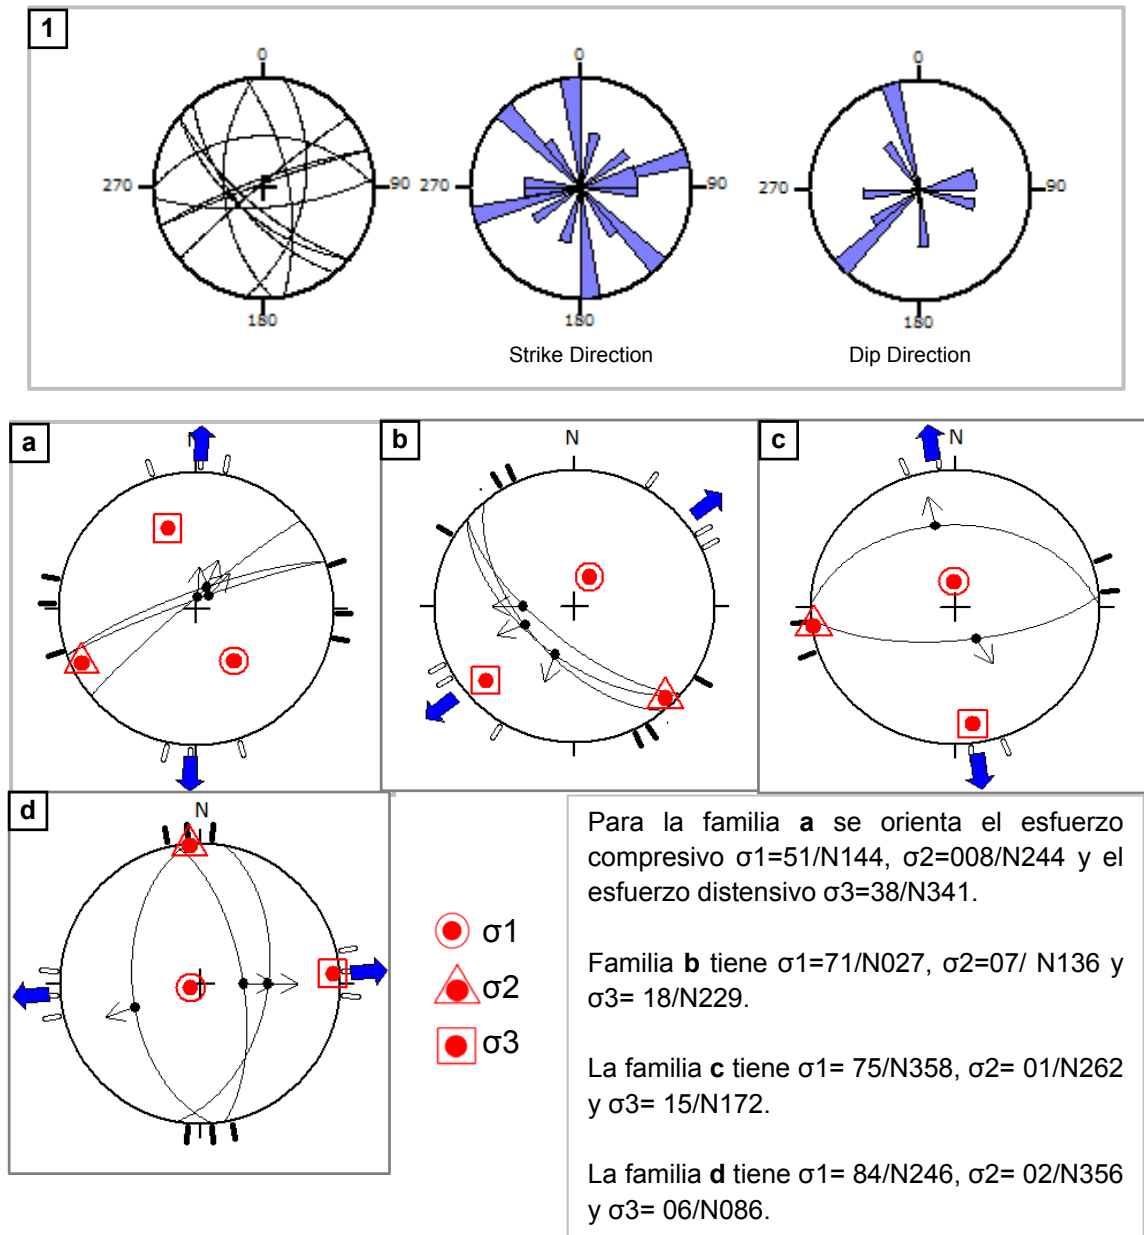 1
0
270
90
180
0
270
90
180
Strike Direction
0
270
90
180
Dip Direction
a
N
b
N
c
N
d
N
σ1
σ2
σ3
Para la familia a se orienta el esfuerzo
compresivo σ1=51/N144, σ2=008/N244 y el
esfuerzo distensivo σ3=38/N341.
Familia b tiene σ1=71/N027, σ2=07/ N136 y
σ3= 18/N229.
La familia c tiene σ1= 75/N358, σ2= 01/N262
y σ3= 15/N172.
La familia d tiene σ1= 84/N246, σ2= 02/N356
y σ3= 06/N086.